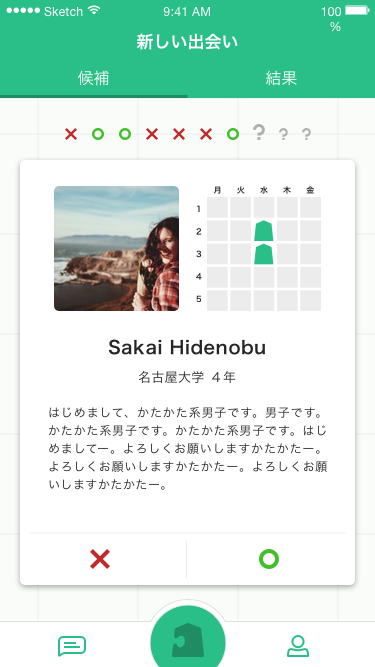 Sketch 9:41 AM 100
%
新しい出会い
候補 結果
× ○ ○ × × × ○ ? ? ?
月 火 水 木 金
1
2
3
4
5
Sakai Hidenobu
名古屋大学 4年
はじめまして、かたかた系男子です。男子です。
かたかた系男子です。かたかた系男子です。はじ
めましてー。よろしくお願いしますかたかたー。
よろしくお願いしますかたかたー。よろしくお願
いしますかたかたー。
× ○